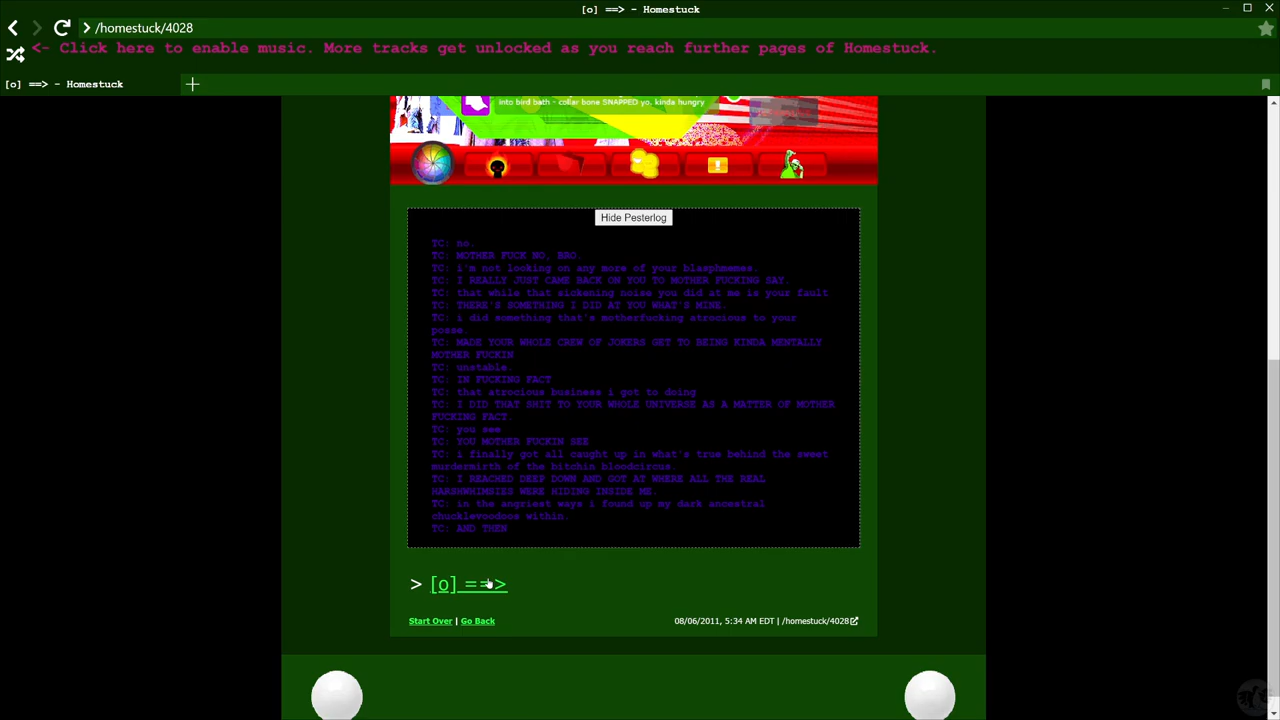 [o] ==> - Homestuck
/homestuck/4028
<- Click here to enable music. More tracks get unlocked as you reach further pages of Homestuck.
[o] ==> - Homestuck
into bird bath - collar bone SNAPPED yo. kinda hungry
Hide Pesterlog
TC: no.
TC: MOTHER FUCK NO, BRO.
TC: i'm not looking on any more of your blasphmemes.
TC: I REALLY JUST CAME BACK ON YOU TO MOTHER FUCKING SAY.
TC: that while that sickening noise you did at me is your fault
TC: THERE'S SOMETHING I DID AT YOU WHAT'S MINE.
TC: i did something that's motherfucking atrocious to your
posse.
TC: MADE YOUR WHOLE CREW OF JOKERS GET TO BEING KINDA MENTALLY
MOTHER FUCKIN
TC: unstable.
TC: IN FUCKING FACT
TC: that atrocious business i got to doing
TC: I DID THAT SHIT TO YOUR WHOLE UNIVERSE AS A MATTER OF MOTHER
FUCKING FACT.
TC: you see
TC: YOU MOTHER FUCKIN SEE
TC: i finally got all caught up in what's true behind the sweet
murdermirth of the bitchin bloodcircus.
TC: I REACHED DEEP DOWN AND GOT AT WHERE ALL THE REAL
HARSHWHIMSIES WERE HIDING INSIDE ME.
TC: in the angriest ways i found up my dark ancestral
chucklevoodoos within.
TC: AND THEN
> [o] ==>
Start Over | Go Back
08/06/2011, 5:34 AM EDT | /homestuck/4028